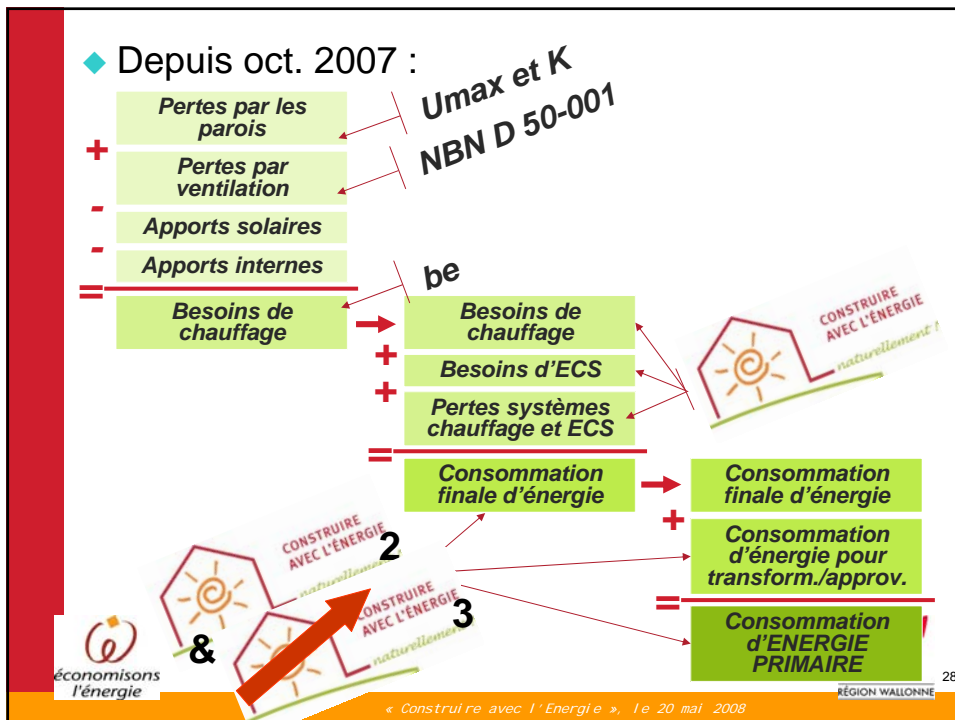 Depuis oct. 2007 :
Pertes par les
parois
+
Pertes par
ventilation
-
Apports solaires
-
Apports internes
=
Besoins de
chauffage
Umax et K
NBN D 50-001
be
Besoins de
chauffage
+
Besoins d'ECS
+
Pertes systèmes
chauffage et ECS
=
Consommation
finale d'énergie
CONSTRUIRE
AVEC L'ÉNERGIE
naturellement !
Consommation
finale d'énergie
+
Consommation
d'énergie pour
transform./approv.
=
Consommation
d'ENERGIE
PRIMAIRE
CONSTRUIRE
AVEC L'ÉNERGIE
naturellement
2
&
CONSTRUIRE
AVEC L'ÉNERGIE
naturellement
3
économisons
l'énergie
28
RÉGION WALLONNE
« Construire avec l'Energie », le 20 mai 2008